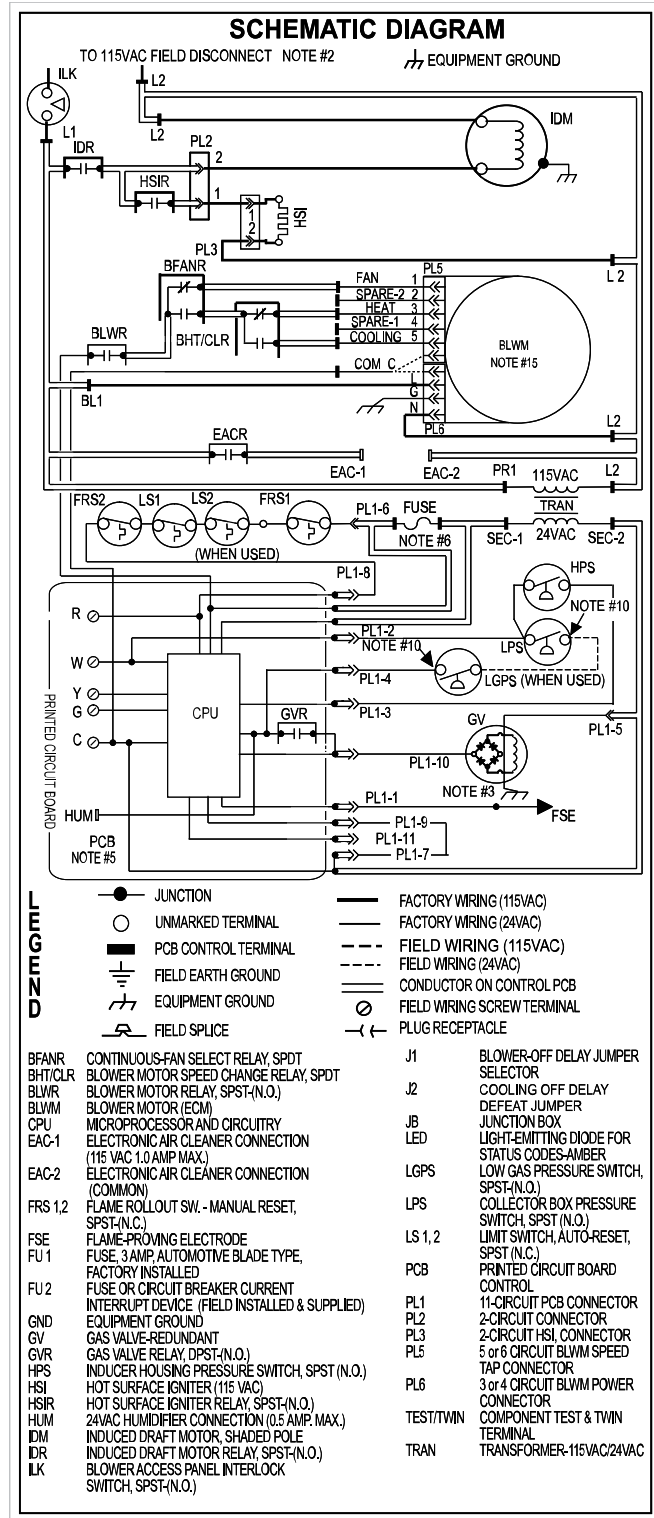 SCHEMATIC DIAGRAM
TO 115VAC FIELD DISCONNECT NOTE #2
EQUIPMENT GROUND
ILK
L2
L1
L2
IDM
IDR
PL2
2
HSIR
1
1
2
HSI
PL3
L 2
BFANR
PL5
FAN 1
SPARE-2 2
HEAT 3
SPARE-1 4
COOLING 5
BHT/CLR
BLWR
BLWM
NOTE #15
COM C
L
BL1
G
N
PL6
L2
EACR
EAC-1
EAC-2
PR1
115VAC
L2
TRAN
24VAC
SEC-1
SEC-2
FRS2
LS1
LS2
FRS1
PL1-6
FUSE
NOTE #6
(WHEN USED)
PL1-8
HPS
NOTE #10
R
PL1-2
NOTE #10
LPS
W
LGPS (WHEN USED)
PL1-4
Y
G
CPU
PL1-3
GVR
GV
PL1-5
C
PL1-10
NOTE #3
PRINTED CIRCUIT BOARD
PL1-1
FSE
HUM
PL1-9
PCB
NOTE #5
PL1-11
PL1-7
LEGEND
JUNCTION
UNMARKED TERMINAL
PCB CONTROL TERMINAL
FIELD EARTH GROUND
EQUIPMENT GROUND
FIELD SPLICE
FACTORY WIRING (115VAC)
FACTORY WIRING (24VAC)
FIELD WIRING (115VAC)
FIELD WIRING (24VAC)
CONDUCTOR ON CONTROL PCB
FIELD WIRING SCREW TERMINAL
PLUG RECEPTACLE
BFANR CONTINUOUS-FAN SELECT RELAY, SPDT
BHT/CLR BLOWER MOTOR SPEED CHANGE RELAY, SPDT
BLWR BLOWER MOTOR RELAY, SPST-(N.O.)
BLWM BLOWER MOTOR (ECM)
CPU MICROPROCESSOR AND CIRCUITRY
EAC-1 ELECTRONIC AIR CLEANER CONNECTION
(115 VAC 1.0 AMP MAX.)
EAC-2 ELECTRONIC AIR CLEANER CONNECTION
(COMMON)
FRS 1,2 FLAME ROLLOUT SW. - MANUAL RESET,
SPST-(N.C.)
FSE FLAME-PROVING ELECTRODE
FU 1 FUSE, 3 AMP, AUTOMOTIVE BLADE TYPE,
FACTORY INSTALLED
FU 2 FUSE OR CIRCUIT BREAKER CURRENT
INTERRUPT DEVICE (FIELD INSTALLED & SUPPLIED)
GND EQUIPMENT GROUND
GV GAS VALVE-REDUNDANT
GVR GAS VALVE RELAY, DPST-(N.O.)
HPS INDUCER HOUSING PRESSURE SWITCH, SPST (N.O.)
HSI HOT SURFACE IGNITER (115 VAC)
HSIR HOT SURFACE IGNITER RELAY, SPST-(N.O.)
HUM 24VAC HUMIDIFIER CONNECTION (0.5 AMP. MAX.)
IDM INDUCED DRAFT MOTOR, SHADED POLE
IDR INDUCED DRAFT MOTOR RELAY, SPST-(N.O.)
ILK BLOWER ACCESS PANEL INTERLOCK
SWITCH, SPST-(N.O.)
J1 BLOWER-OFF DELAY JUMPER
SELECTOR
J2 COOLING OFF DELAY
DEFEAT JUMPER
JB JUNCTION BOX
LED LIGHT-EMITTING DIODE FOR
STATUS CODES-AMBER
LGPS LOW GAS PRESSURE SWITCH,
SPST-(N.O.)
LPS COLLECTOR BOX PRESSURE
SWITCH, SPST (N.O.)
LS 1, 2 LIMIT SWITCH, AUTO-RESET,
SPST (N.C.)
PCB PRINTED CIRCUIT BOARD
CONTROL
PL1 11-CIRCUIT PCB CONNECTOR
PL2 2-CIRCUIT CONNECTOR
PL3 2-CIRCUIT HSI, CONNECTOR
PL5 5 or 6 CIRCUIT BLWM SPEED
TAP CONNECTOR
PL6 3 or 4 CIRCUIT BLWM POWER
CONNECTOR
TEST/TWIN COMPONENT TEST & TWIN
TERMINAL
TRAN TRANSFORMER-115VAC/24VAC